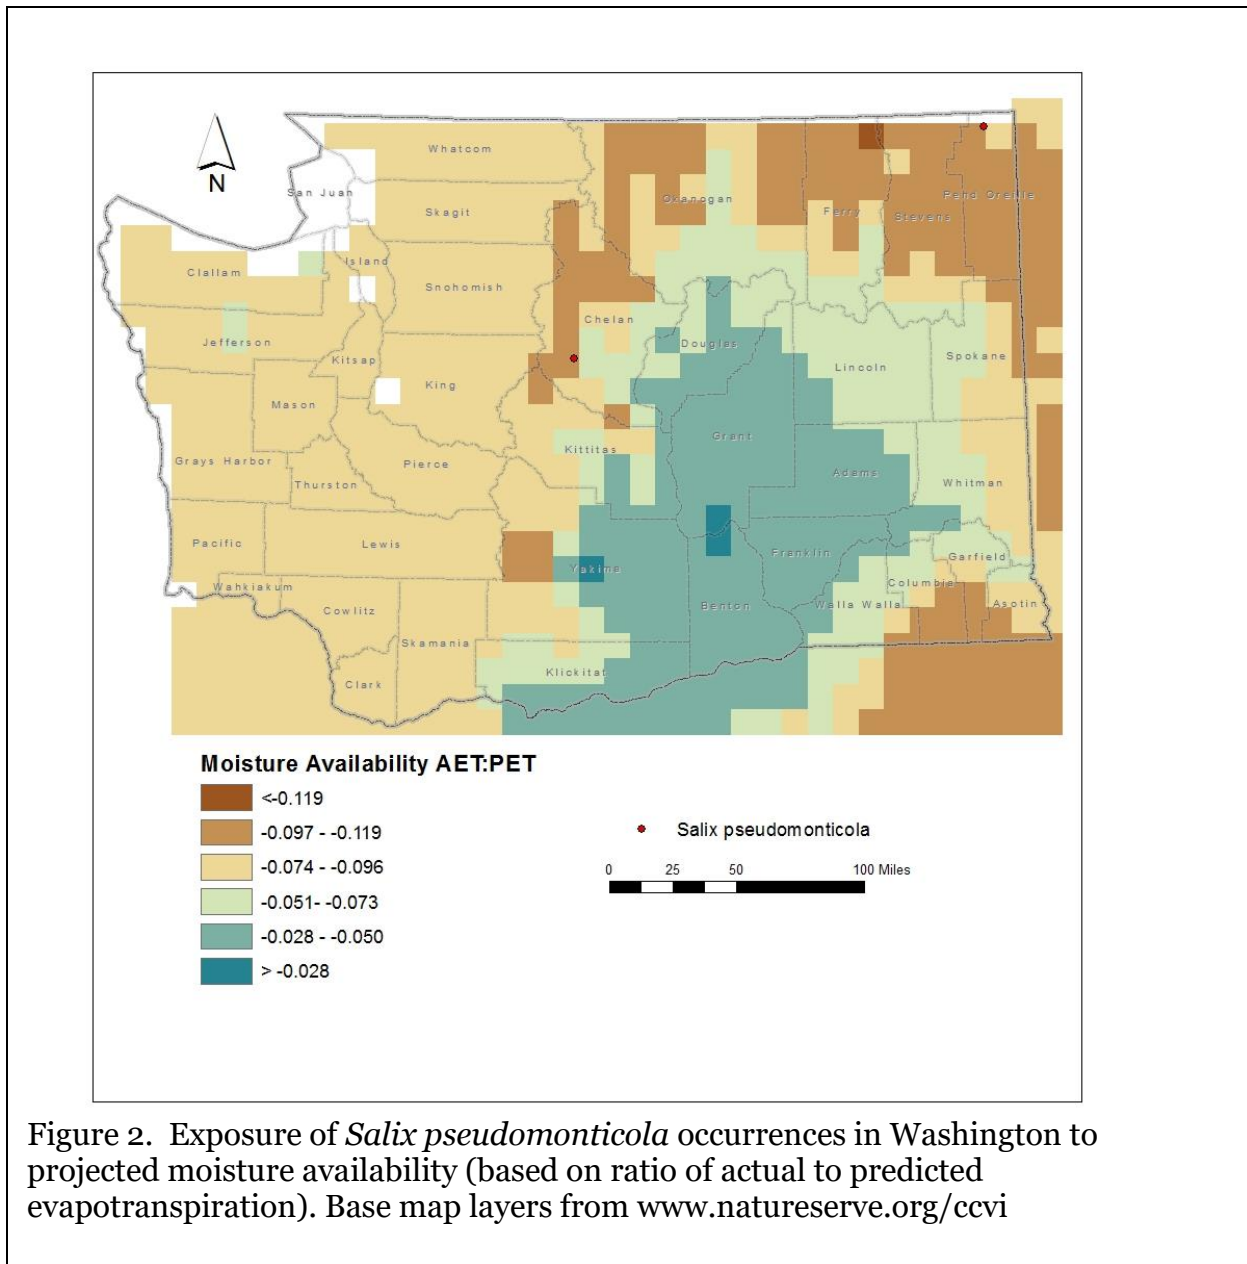 N
Whatcom
San Juan
Skagit
Okanogan
Ferry
Stevens
Pend Oreille
Island
Clallam
Snohomish
Chelan
Jefferson
Kitsap
King
Douglas
Lincoln
Spokane
Mason
Grant
Grays Harbor
Pierce
Kittitas
Adams
Thurston
Whitman
Pacific
Lewis
Yakima
Franklin
Garfield
Wahkiakum
Columbia
Cowlitz
Benton
Walla Walla
Asotin
Skamania
Klickitat
Clark
Moisture Availability AET:PET
<-0.119
-0.097 - -0.119
-0.074 - -0.096
-0.051- -0.073
-0.028 - -0.050
> -0.028
Salix pseudomonticola
0 25 50 100 Miles
Figure 2.  Exposure of Salix pseudomonticola occurrences in Washington to
projected moisture availability (based on ratio of actual to predicted
evapotranspiration). Base map layers from www.natureserve.org/ccvi